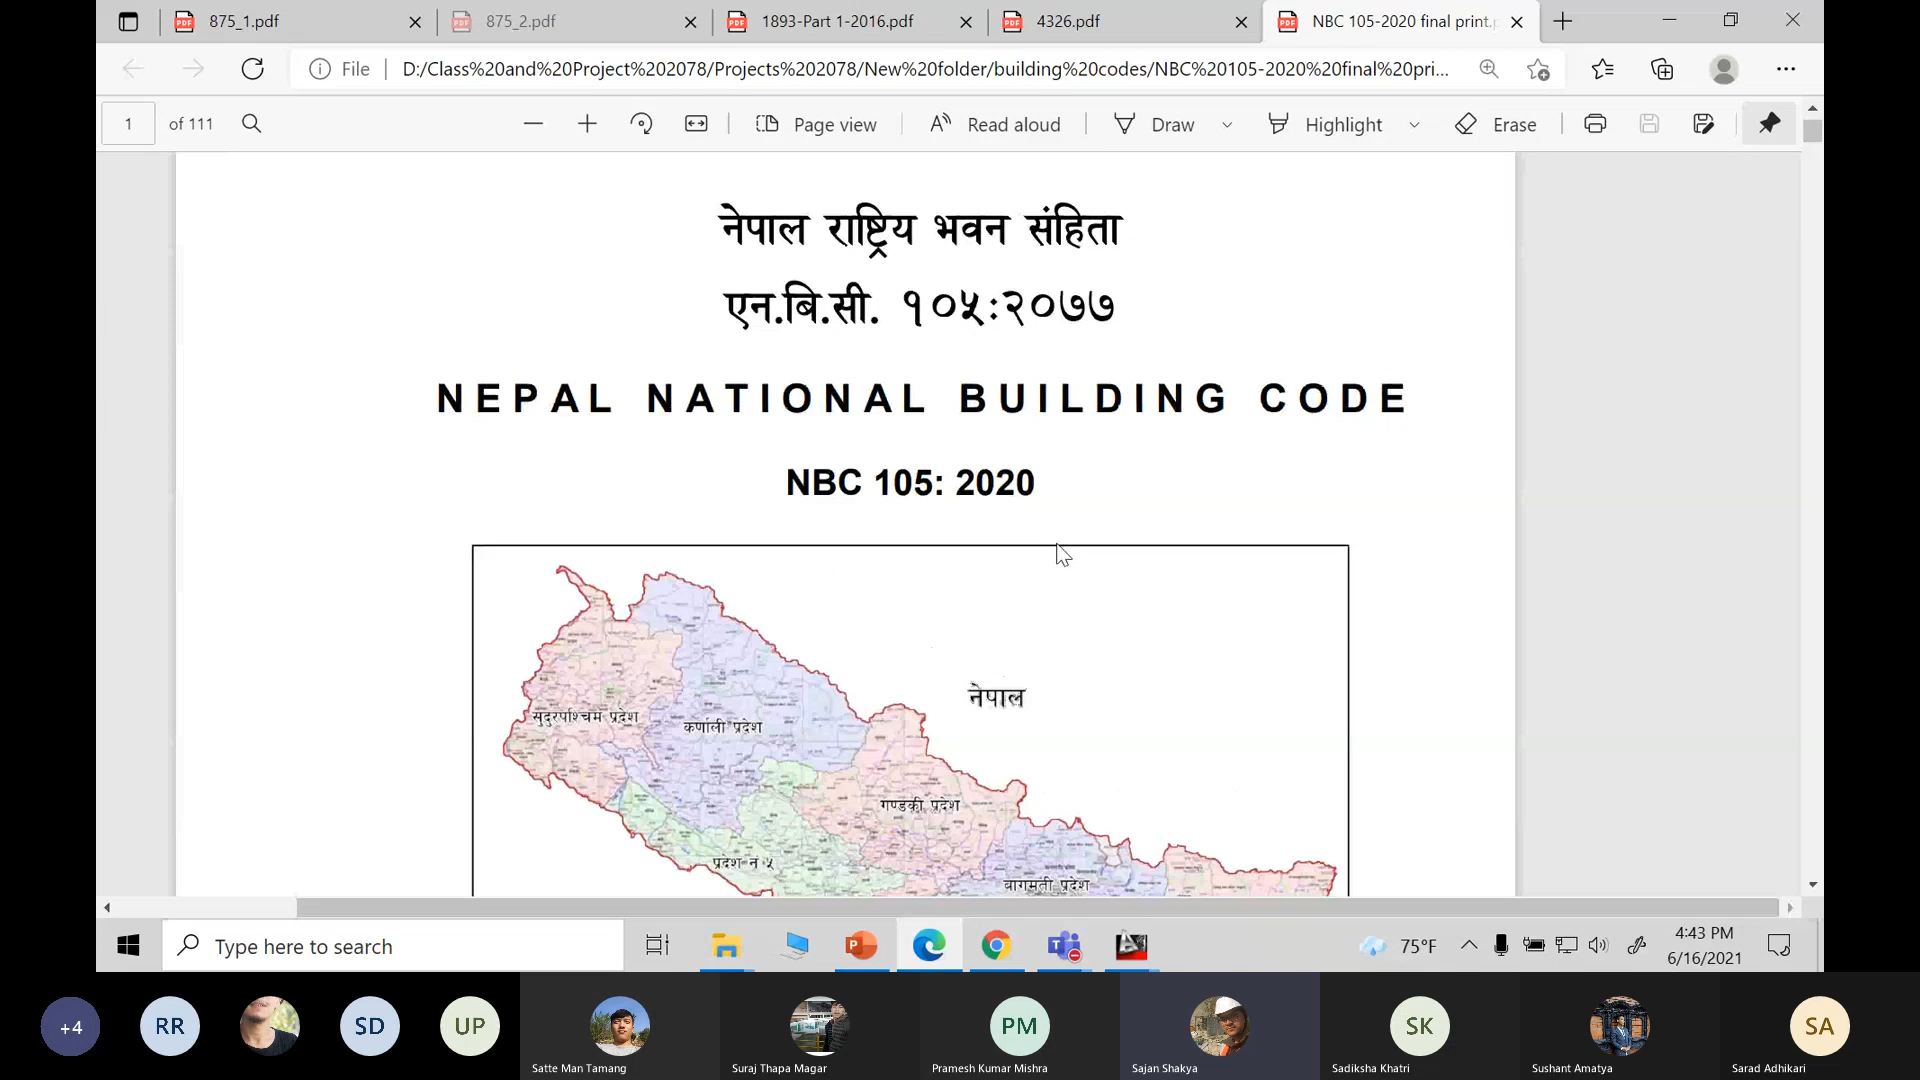 875_1.pdf
875_2.pdf
1893-Part 1-2016.pdf
4326.pdf
NBC 105-2020 final print.p
File
D:/Class%20and%20Project%202078/Projects%202078/New%20folder/building%20codes/NBC%20105-2020%20final%20pri...
1
of 111
Page view
Read aloud
Draw
Highlight
Erase
नेपाल राष्ट्रिय भवन संहिता
एन.बि.सी. १०५:२०७७
NEPAL NATIONAL BUILDING CODE
NBC 105: 2020
नेपाल
सुदुरपश्चिम प्रदेश
कर्णाली प्रदेश
गण्डकी प्रदेश
प्रदेश नं ५
बागमती प्रदेश
Type here to search
75°F
4:43 PM
6/16/2021
+4
RR
SD
UP
PM
SK
SA
Satte Man Tamang
Suraj Thapa Magar
Pramesh Kumar Mishra
Sajan Shakya
Sadiksha Khatri
Sushant Amatya
Sarad Adhikari